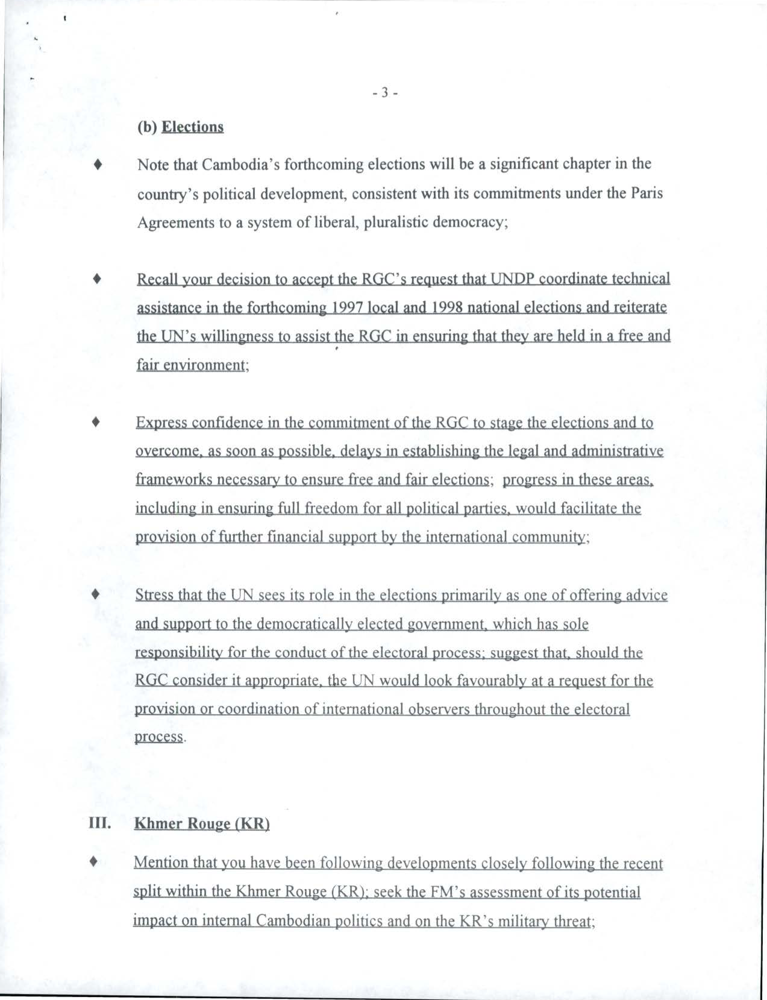 - 3 -
(b) Elections
♦ Note that Cambodia's forthcoming elections will be a significant chapter in the
country's political development, consistent with its commitments under the Paris
Agreements to a system of liberal, pluralistic democracy;
♦ Recall your decision to accept the RGC's request that UNDP coordinate technical
assistance in the forthcoming 1997 local and 1998 national elections and reiterate
the UN's willingness to assist the RGC in ensuring that they are held in a free and
fair environment;
♦ Express confidence in the commitment of the RGC to stage the elections and to
overcome, as soon as possible, delays in establishing the legal and administrative
frameworks necessary to ensure free and fair elections; progress in these areas,
including in ensuring full freedom for all political parties, would facilitate the
provision of further financial support by the international community;
♦ Stress that the UN sees its role in the elections primarily as one of offering advice
and support to the democratically elected government, which has sole
responsibility for the conduct of the electoral process; suggest that, should the
RGC consider it appropriate, the UN would look favourably at a request for the
provision or coordination of international observers throughout the electoral
process.
III. Khmer Rouge (KR)
♦ Mention that you have been following developments closely following the recent
split within the Khmer Rouge (KR); seek the FM's assessment of its potential
impact on internal Cambodian politics and on the KR's military threat;